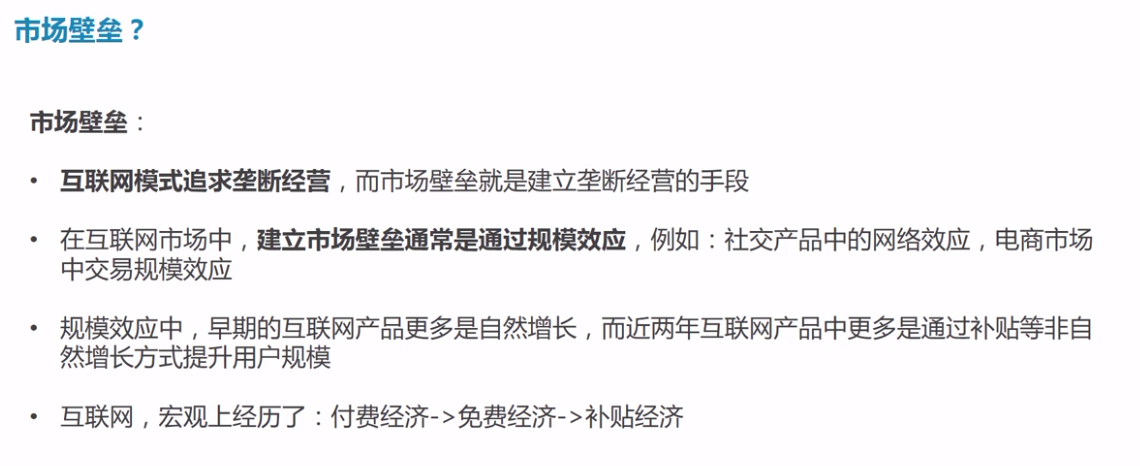 市场壁垒？
市场壁垒：
• 互联网模式追求垄断经营，而市场壁垒就是建立垄断经营的手段
• 在互联网市场中，建立市场壁垒通常是通过规模效应，例如：社交产品中的网络效应，电商市场
中交易规模效应
• 规模效应中，早期的互联网产品更多是自然增长，而近两年互联网产品中更多是通过补贴等非自
然增长方式提升用户规模
• 互联网，宏观上经历了：付费经济->免费经济->补贴经济